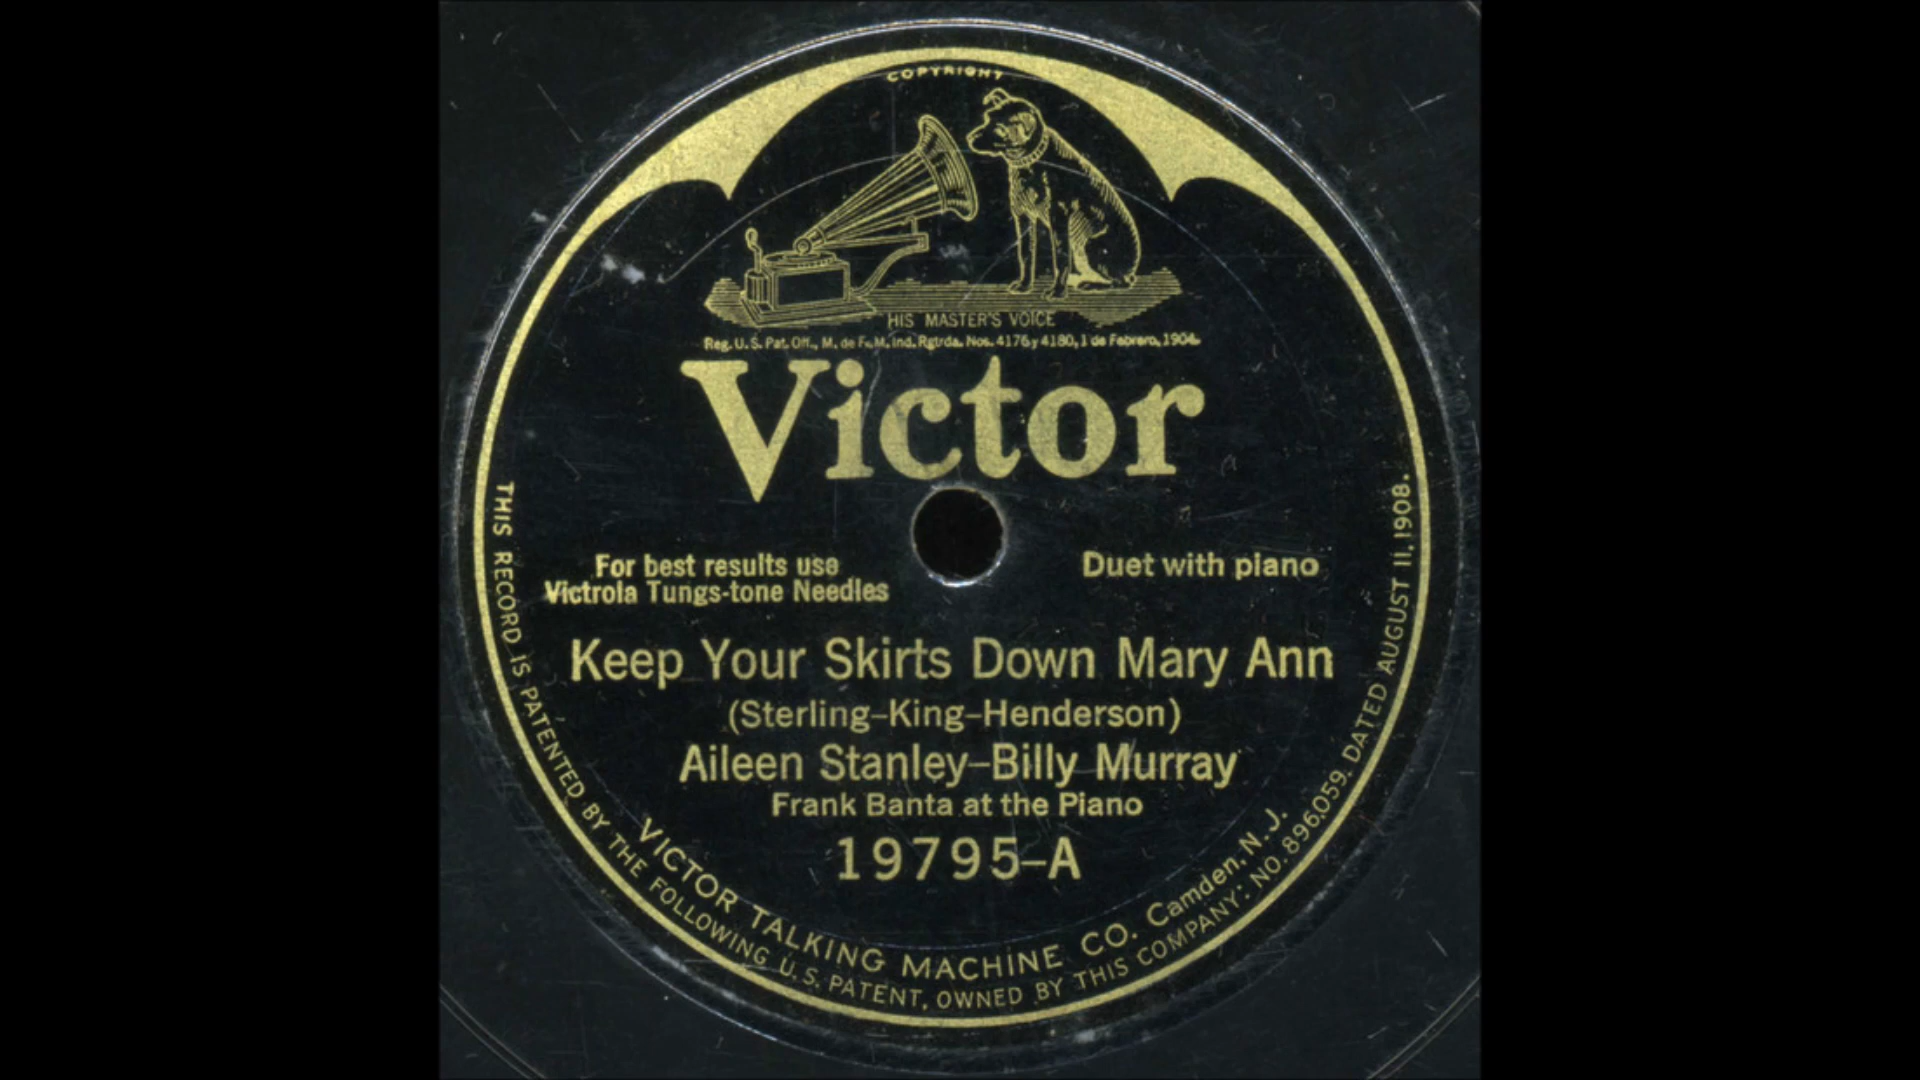 COPYRIGHT
HIS MASTER'S VOICE
Reg. U. S. Pat. Off., M. de F. M. Ind. Rgtrda. Nos. 4176 y 4180, 1 de Febrero, 1904.
Victor
For best results use
Victrola Tungs-tone Needles
Duet with piano
Keep Your Skirts Down Mary Ann
(Sterling-King-Henderson)
Aileen Stanley-Billy Murray
Frank Banta at the Piano
19795-A
VICTOR TALKING MACHINE CO. Camden, N. J.
THIS RECORD IS PATENTED BY THE FOLLOWING U.S. PATENT, OWNED BY THIS COMPANY: NO. 896,059. DATED AUGUST 11, 1908.